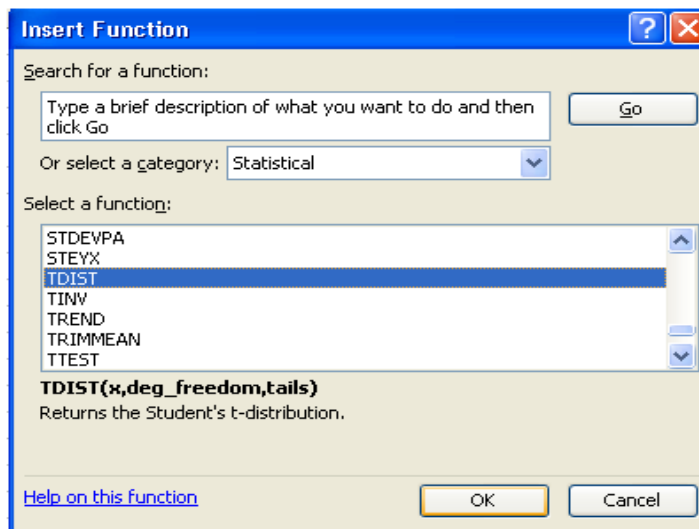 Insert Function
Search for a function:
Type a brief description of what you want to do and then
click Go
Go
Or select a category: Statistical
Select a function:
STDEVPA
STEYX
TDIST
TINV
TREND
TRIMMEAN
TTEST
TDIST(x,deg_freedom,tails)
Returns the Student's t-distribution.
Help on this function
OK
Cancel